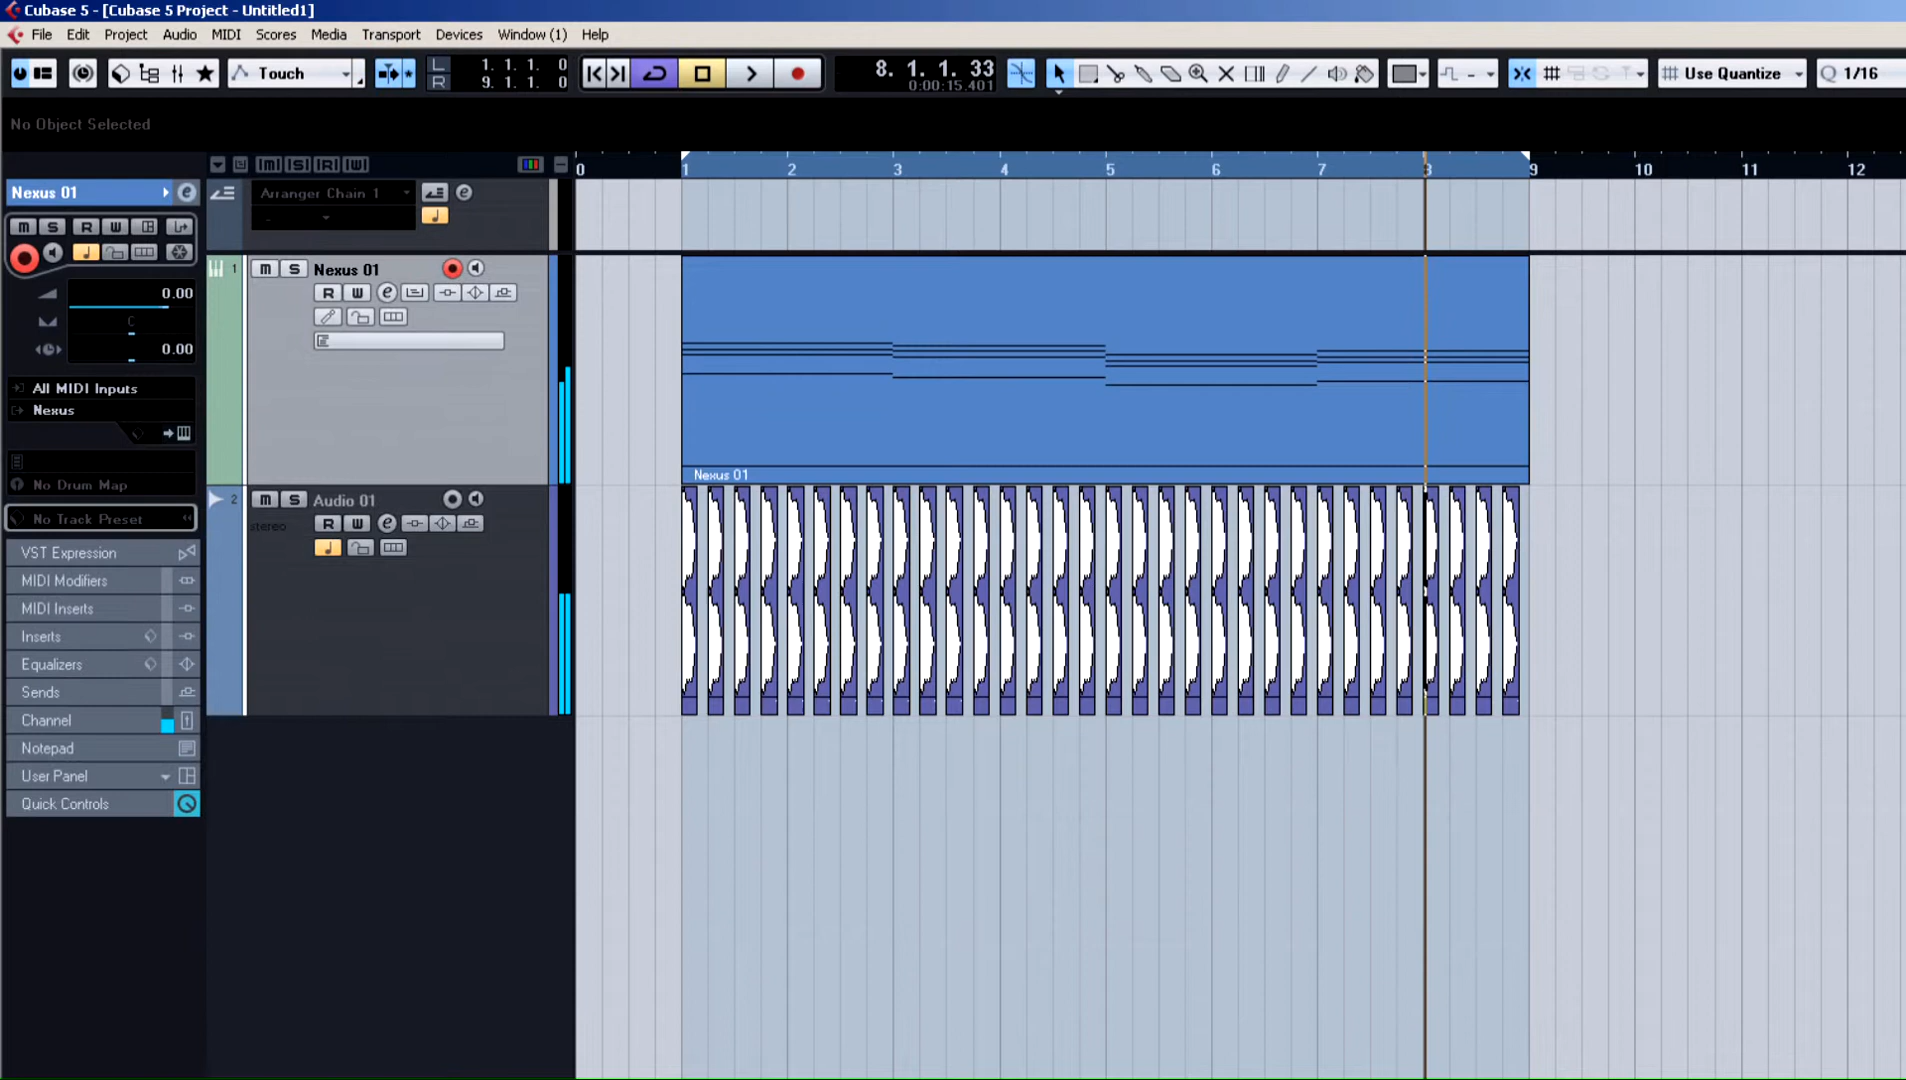 Cubase 5 - [Cubase 5 Project - Untitled1]
File Edit Project Audio MIDI Scores Media Transport Devices Window (1) Help
Touch L 1. 1. 1. 0 8. 1. 1. 33 Use Quantize Q 1/16
R 9. 1. 1. 0 0:00:15.401
No Object Selected
[M] [S] [R] [W] 0 1 2 3 4 5 6 7 8 9 10 11 12
Nexus 01 e Arranger Chain 1 e
M S R W
1 M S Nexus 01
R W e
0.00
C
0.00
All MIDI Inputs
Nexus
No Drum Map
Nexus 01
2 M S Audio 01
No Track Preset stereo R W e
VST Expression
MIDI Modifiers
MIDI Inserts
Inserts
Equalizers
Sends
Channel
Notepad
User Panel
Quick Controls